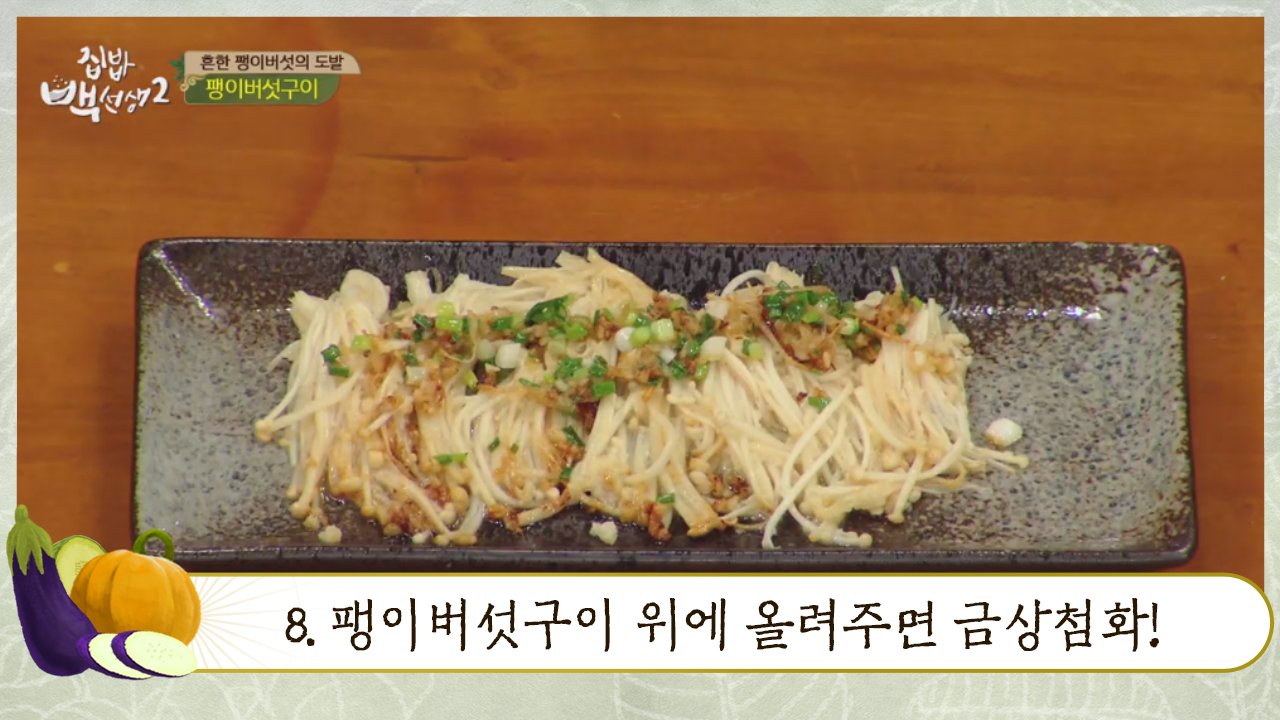 집밥
백선생2
흔한 팽이버섯의 도발
팽이버섯구이
8. 팽이버섯구이 위에 올려주면 금상첨화!